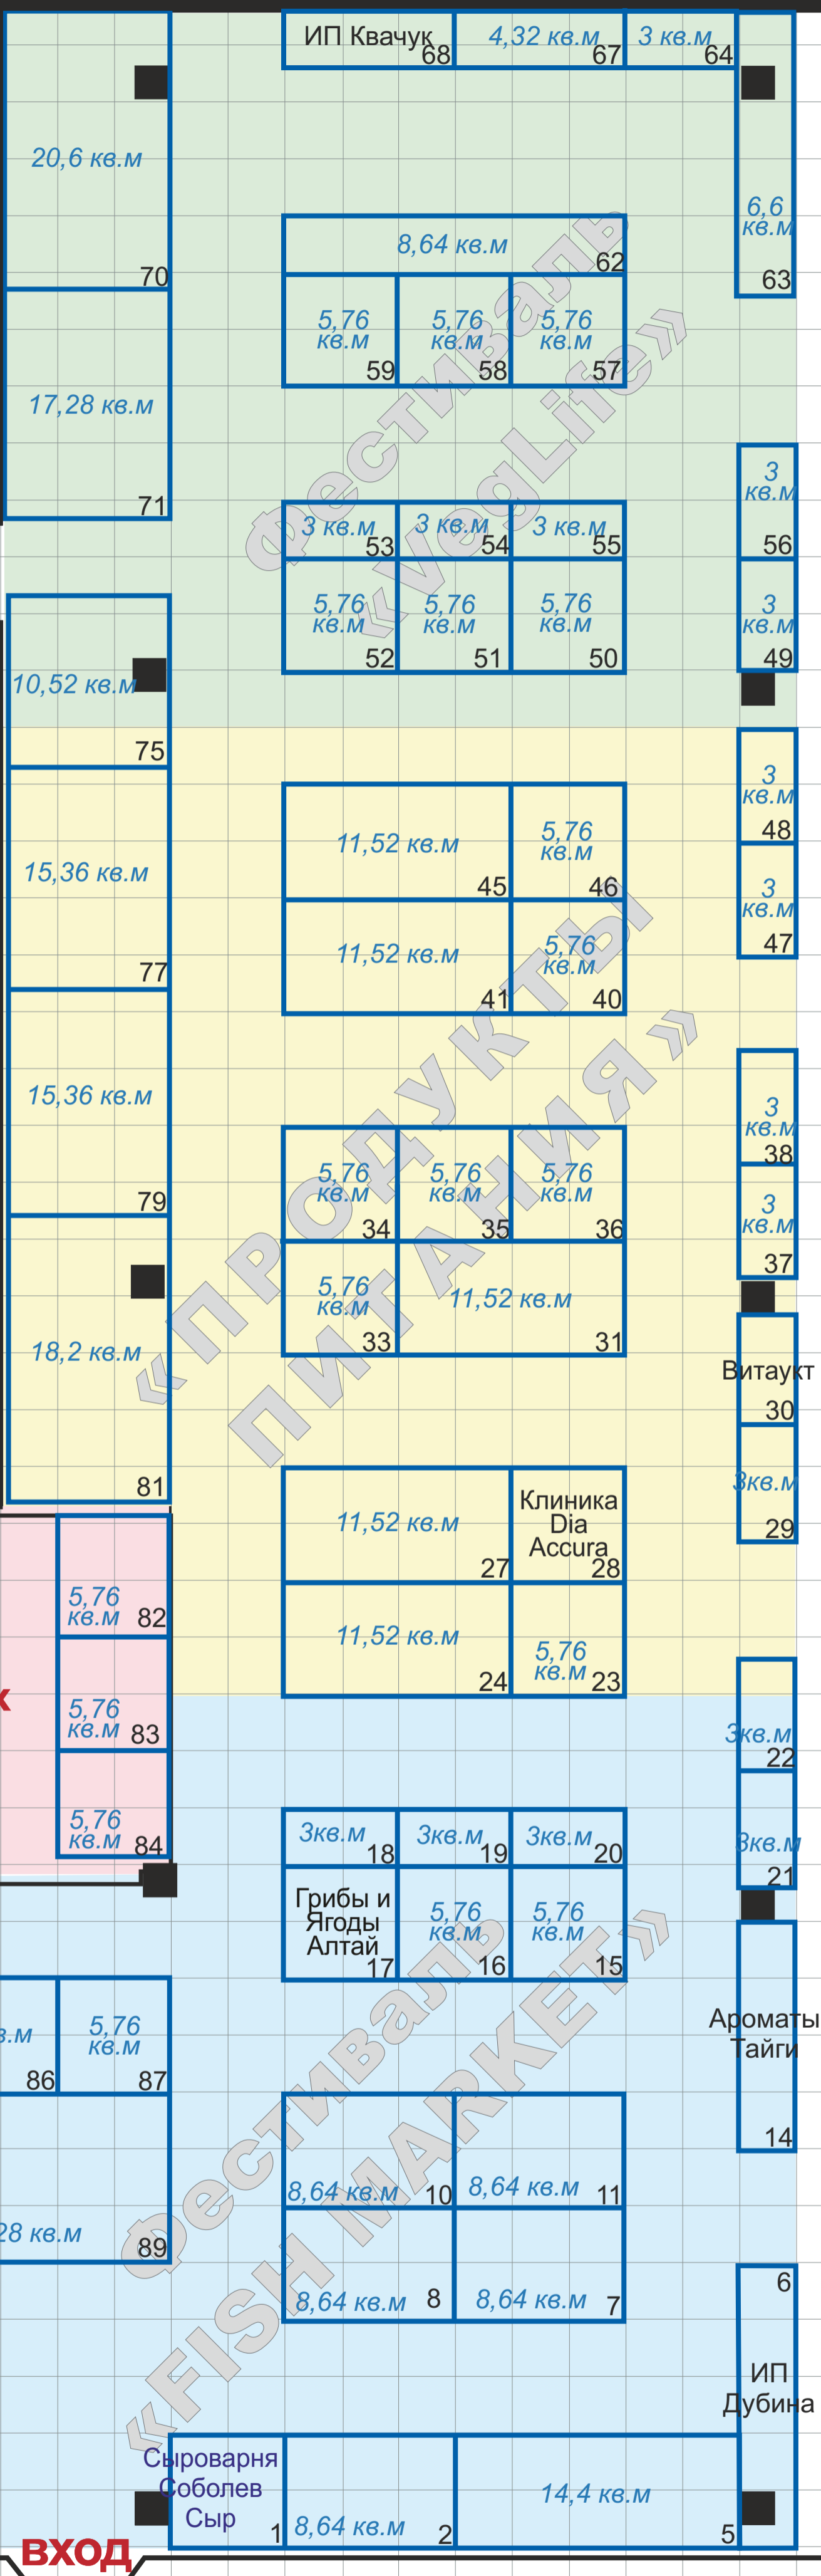 ИП Квачук
68
4,32 кв.м
67
3 кв.м
64
20,6 кв.м
70
6,6
кв.м
63
8,64 кв.м
62
5,76
кв.м
59
5,76
кв.м
58
5,76
кв.м
57
17,28 кв.м
71
Фестиваль
«VegLife»
3
кв.м
56
3 кв.м
53
3 кв.м
54
3 кв.м
55
5,76
кв.м
52
5,76
кв.м
51
5,76
кв.м
50
3
кв.м
49
10,52 кв.м
75
3
кв.м
48
11,52 кв.м
45
5,76
кв.м
46
15,36 кв.м
77
3
кв.м
47
11,52 кв.м
41
5,76
кв.м
40
«ПРОДУКТЫ
ПИТАНИЯ»
15,36 кв.м
79
3
кв.м
38
5,76
кв.м
34
5,76
кв.м
35
5,76
кв.м
36
3
кв.м
37
5,76
кв.м
33
11,52 кв.м
31
18,2 кв.м
81
Витаукт
30
3кв.м
29
11,52 кв.м
27
Клиника
Dia
Accura
28
5,76
кв.м
82
11,52 кв.м
24
5,76
кв.м
23
х
5,76
кв.м
83
3кв.м
22
5,76
кв.м
84
3кв.м
18
3кв.м
19
3кв.м
20
3кв.м
21
Грибы и
Ягоды
Алтай
17
5,76
кв.м
16
5,76
кв.м
15
Фестиваль
«FISH MARKET»
в.м
86
5,76
кв.м
87
Ароматы
Тайги
14
8,64 кв.м
10
8,64 кв.м
11
28 кв.м
89
8,64 кв.м
8
8,64 кв.м
7
6
ИП
Дубина
Сыроварня
Соболев
Сыр
1
8,64 кв.м
2
14,4 кв.м
5
ВХОД